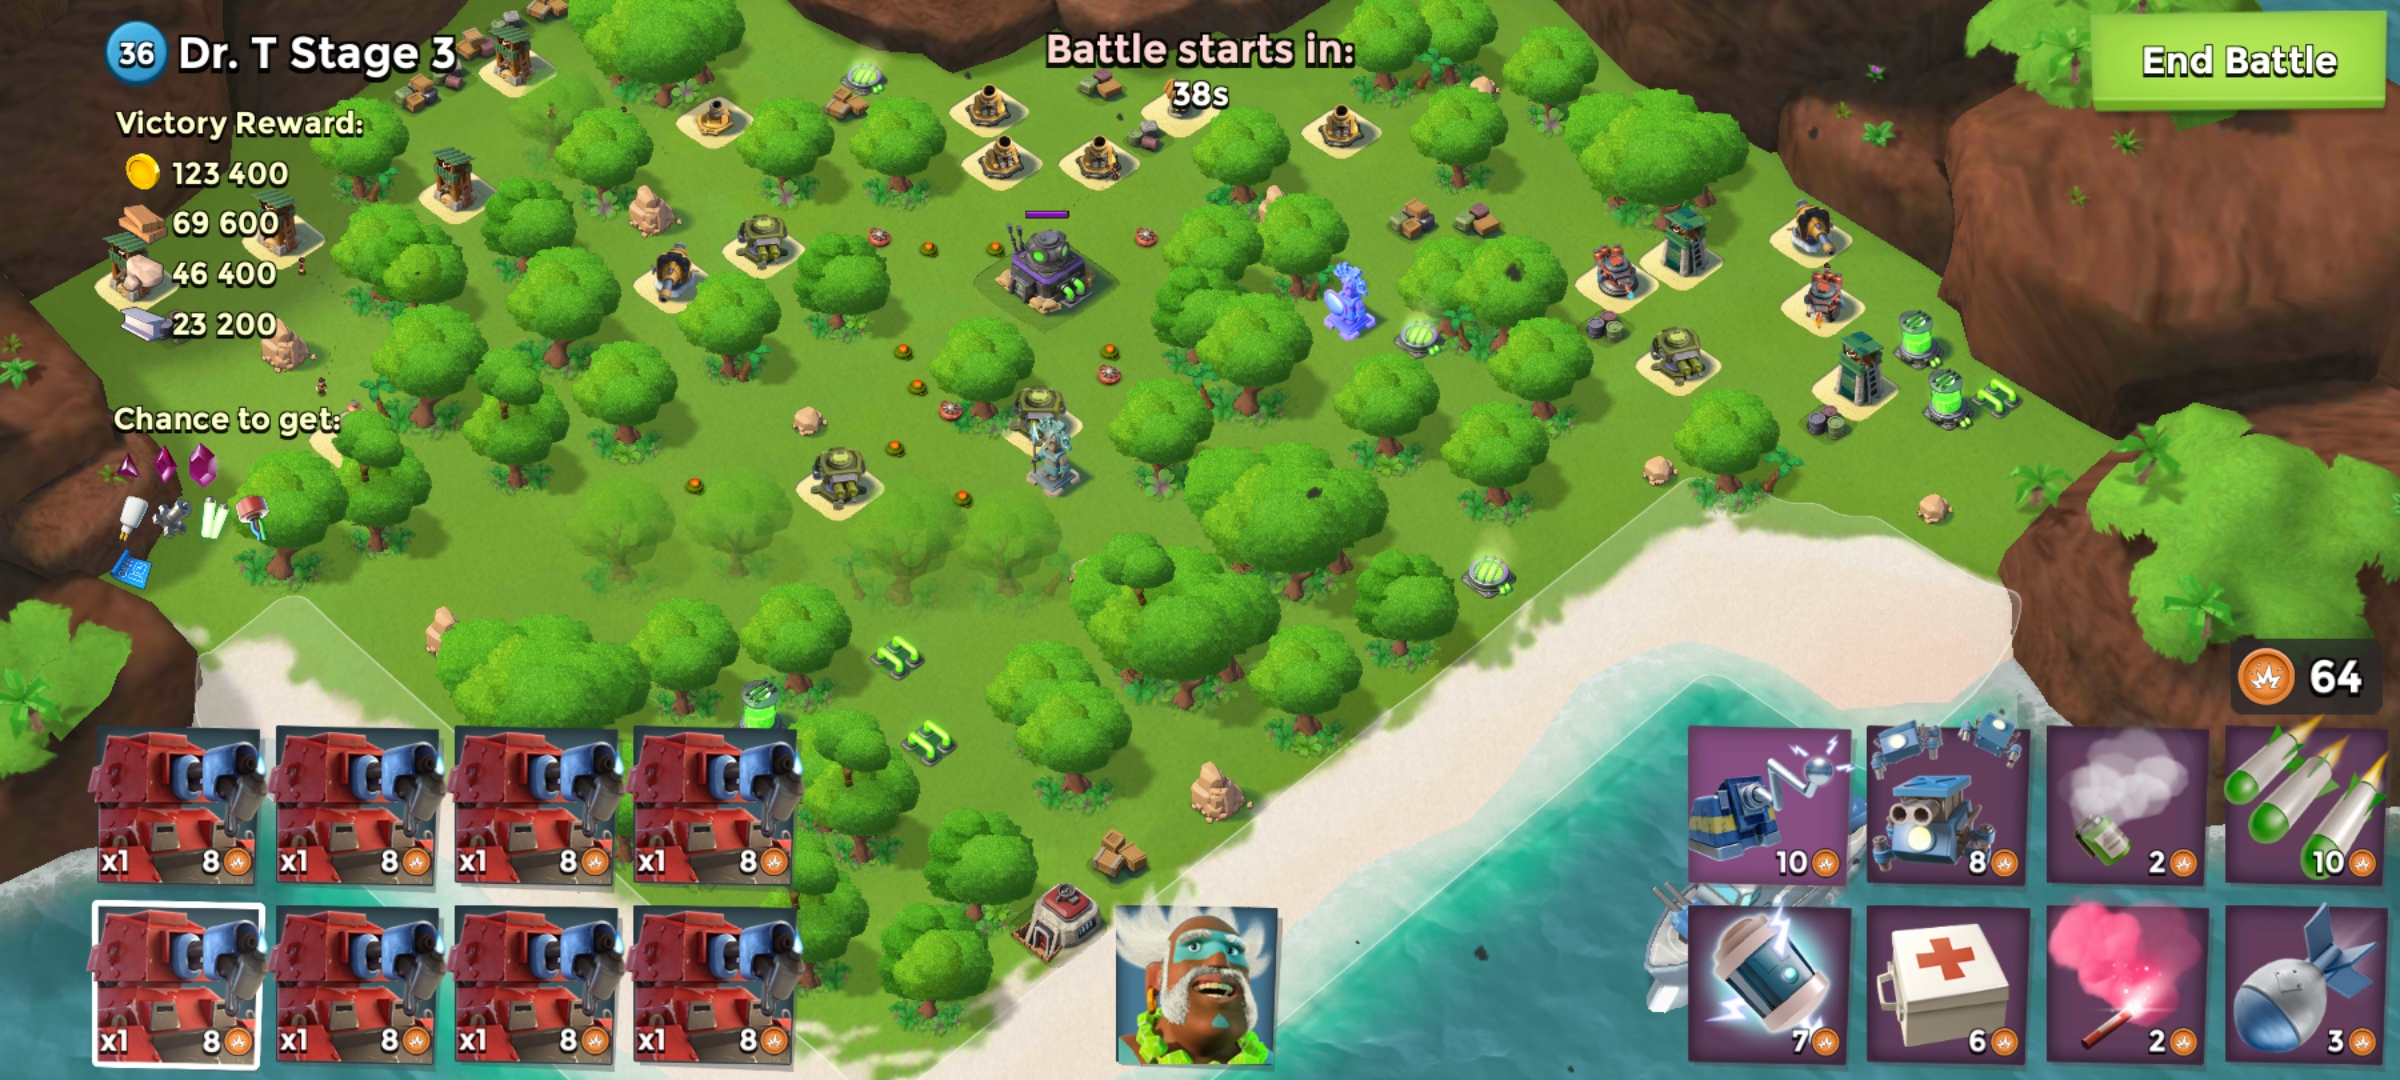 36 Dr. T Stage 3
Battle starts in:
38s
End Battle
Victory Reward:
123 400
69 600
46 400
23 200
Chance to get:
64
x1 8
x1 8
x1 8
x1 8
10
8
2
10
x1 8
x1 8
x1 8
x1 8
7
6
2
3